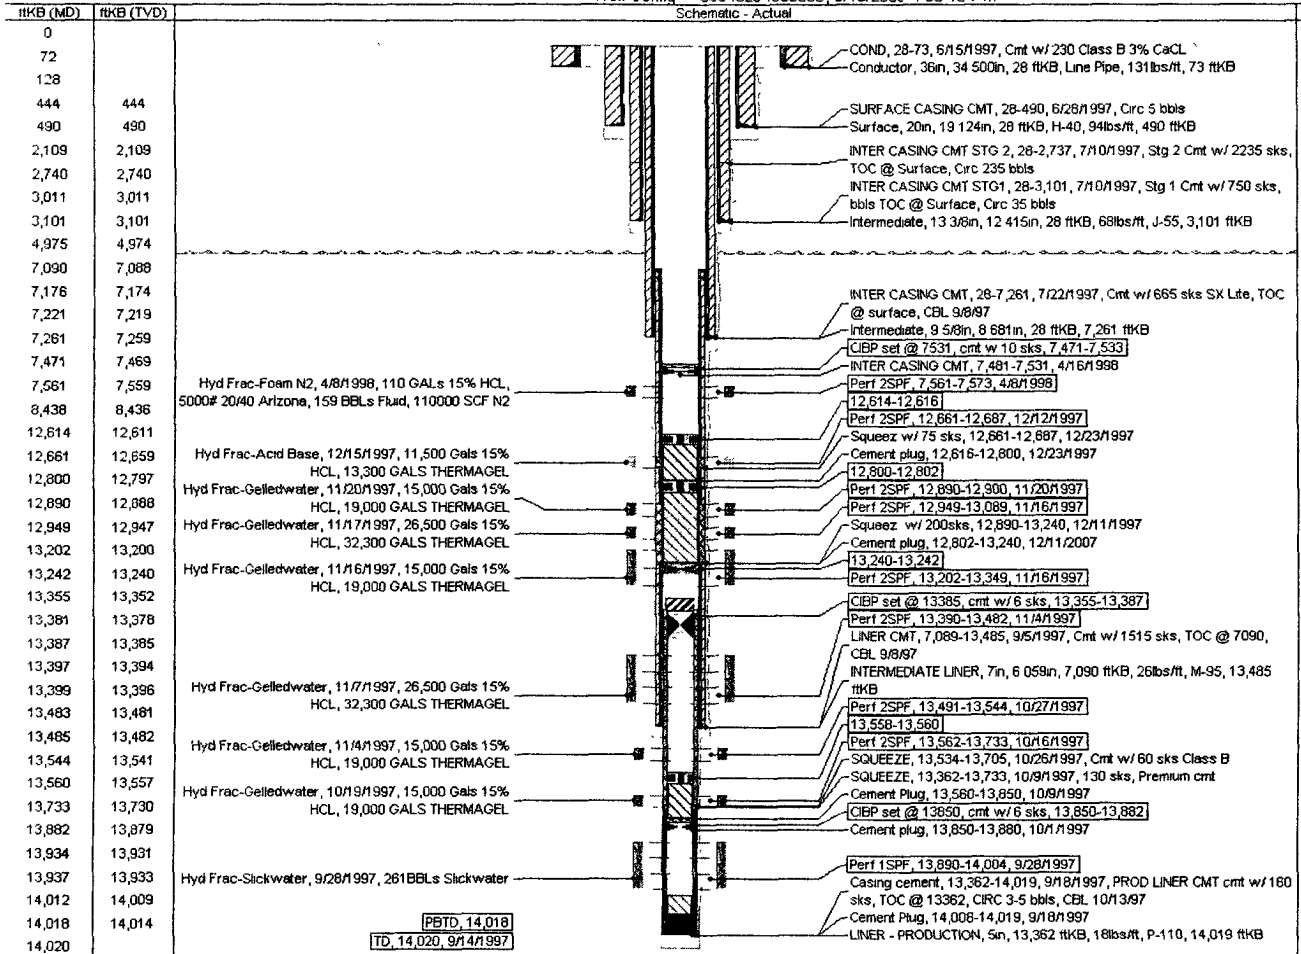 ftKB (MD) ftKB (TVD) Schematic - Actual
0
72
128
444 444
490 490
2,109 2,109
2,740 2,740
3,011 3,011
3,101 3,101
4,975 4,974
7,090 7,088
7,176 7,174
7,221 7,219
7,261 7,259
7,471 7,469
7,561 7,559
8,438 8,436
12,614 12,611
12,661 12,659
12,800 12,797
12,890 12,888
12,949 12,947
13,202 13,200
13,242 13,240
13,355 13,352
13,381 13,378
13,387 13,385
13,397 13,394
13,399 13,396
13,483 13,481
13,485 13,482
13,544 13,541
13,560 13,557
13,733 13,730
13,882 13,879
13,934 13,931
13,937 13,933
14,012 14,009
14,018 14,014
14,020
Hyd Frac-Foam N2, 4/8/1998, 110 GALs 15% HCL,
5000# 20/40 Arizona, 159 BBLs Fluid, 110000 SCF N2
Hyd Frac-Acid Base, 12/15/1997, 11,500 Gals 15%
HCL, 13,300 GALS THERMAGEL
Hyd Frac-Gelledwater, 11/20/1997, 15,000 Gals 15%
HCL, 19,000 GALS THERMAGEL
Hyd Frac-Gelledwater, 11/17/1997, 26,500 Gals 15%
HCL, 32,300 GALS THERMAGEL
Hyd Frac-Gelledwater, 11/16/1997, 15,000 Gals 15%
HCL, 19,000 GALS THERMAGEL
Hyd Frac-Gelledwater, 11/7/1997, 26,500 Gals 15%
HCL, 32,300 GALS THERMAGEL
Hyd Frac-Gelledwater, 11/4/1997, 15,000 Gals 15%
HCL, 19,000 GALS THERMAGEL
Hyd Frac-Gelledwater, 10/19/1997, 15,000 Gals 15%
HCL, 19,000 GALS THERMAGEL
Hyd Frac-Slickwater, 9/28/1997, 261BBLs Slickwater
PBTD, 14,018
TD, 14,020, 9/14/1997
COND, 28-73, 6/15/1997, Cmt w/ 230 Class B 3% CaCL
Conductor, 36in, 34 500in, 28 ftKB, Line Pipe, 131lbs/ft, 73 ftKB
SURFACE CASING CMT, 28-490, 6/28/1997, Circ 5 bbls
Surface, 20in, 19 124in, 28 ftKB, H-40, 94lbs/ft, 490 ftKB
INTER CASING CMT STG 2, 28-2,737, 7/10/1997, Stg 2 Cmt w/ 2235 sks,
TOC @ Surface, Circ 235 bbls
INTER CASING CMT STG1, 28-3,101, 7/10/1997, Stg 1 Cmt w/ 750 sks,
bbls TOC @ Surface, Circ 35 bbls
Intermediate, 13 3/8in, 12 415in, 28 ftKB, 68lbs/ft, J-55, 3,101 ftKB
INTER CASING CMT, 28-7,261, 7/22/1997, Cmt w/ 665 sks SX Lite, TOC
@ surface, CBL 9/8/97
Intermediate, 9 5/8in, 8 681in, 28 ftKB, 7,261 ftKB
CIBP set @ 7531, cmt w 10 sks, 7,471-7,533
INTER CASING CMT, 7,481-7,531, 4/16/1998
Perf 2SPF, 7,561-7,573, 4/8/1998
12,614-12,616
Perf 2SPF, 12,661-12,687, 12/12/1997
Squeez w/ 75 sks, 12,661-12,687, 12/23/1997
Cement plug, 12,616-12,800, 12/23/1997
12,800-12,802
Perf 2SPF, 12,890-12,900, 11/20/1997
Perf 2SPF, 12,949-13,089, 11/16/1997
Squeez w/ 200sks, 12,890-13,240, 12/11/1997
Cement plug, 12,802-13,240, 12/11/2007
13,240-13,242
Perf 2SPF, 13,202-13,349, 11/16/1997
CIBP set @ 13385, cmt w/ 6 sks, 13,355-13,387
Perf 2SPF, 13,390-13,482, 11/4/1997
LINER CMT, 7,089-13,485, 9/5/1997, Cmt w/ 1515 sks, TOC @ 7090,
CBL 9/8/97
INTERMEDIATE LINER, 7in, 6 059in, 7,090 ftKB, 26lbs/ft, M-95, 13,485
ftKB
Perf 2SPF, 13,491-13,544, 10/27/1997
13,558-13,560
Perf 2SPF, 13,562-13,733, 10/16/1997
SQUEEZE, 13,534-13,705, 10/26/1997, Cmt w/ 60 sks Class B
SQUEEZE, 13,362-13,733, 10/9/1997, 130 sks, Premium cmt
Cement Plug, 13,560-13,850, 10/9/1997
CIBP set @ 13850, cmt w/ 6 sks, 13,850-13,882
Cement plug, 13,850-13,880, 10/1/1997
Perf 1SPF, 13,890-14,004, 9/28/1997
Casing cement, 13,362-14,019, 9/18/1997, PROD LINER CMT cmt w/ 160
sks, TOC @ 13362, CIRC 3-5 bbls, CBL 10/13/97
Cement Plug, 14,008-14,019, 9/18/1997
LINER - PRODUCTION, 5in, 13,362 ftKB, 18lbs/ft, P-110, 14,019 ftKB